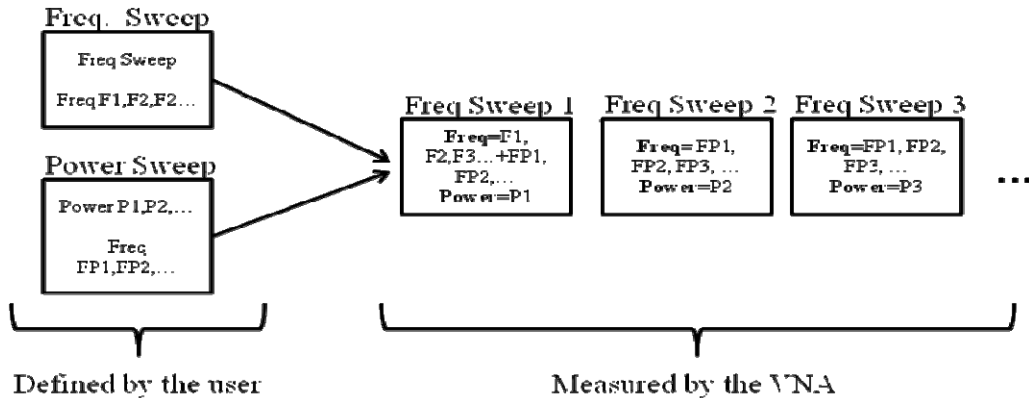 Freq. Sweep
Freq Sweep
Freq F1,F2,F2...
Power Sweep
Power P1,P2,...
Freq
FP1,FP2,...
Freq Sweep 1
Freq=F1,
F2,F3...+FP1,
FP2,...
Power=P1
Freq Sweep 2
Freq=FP1,
FP2, FP3, ...
Power=P2
Freq Sweep 3
Freq=FP1, FP2,
FP3, ...
Power=P3
...
Defined by the user
Measured by the VNA